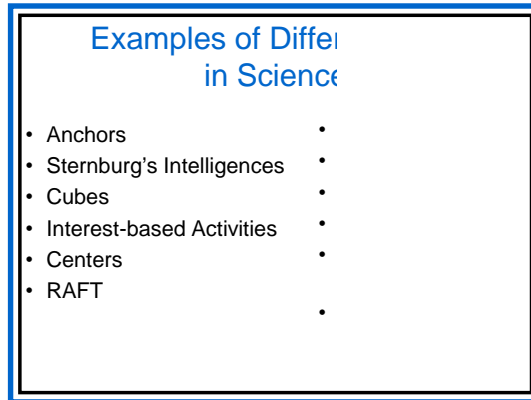 Examples of Differ
in Science
• Anchors
• Sternburg's Intelligences
• Cubes
• Interest-based Activities
• Centers
• RAFT
•
•
•
•
•
•